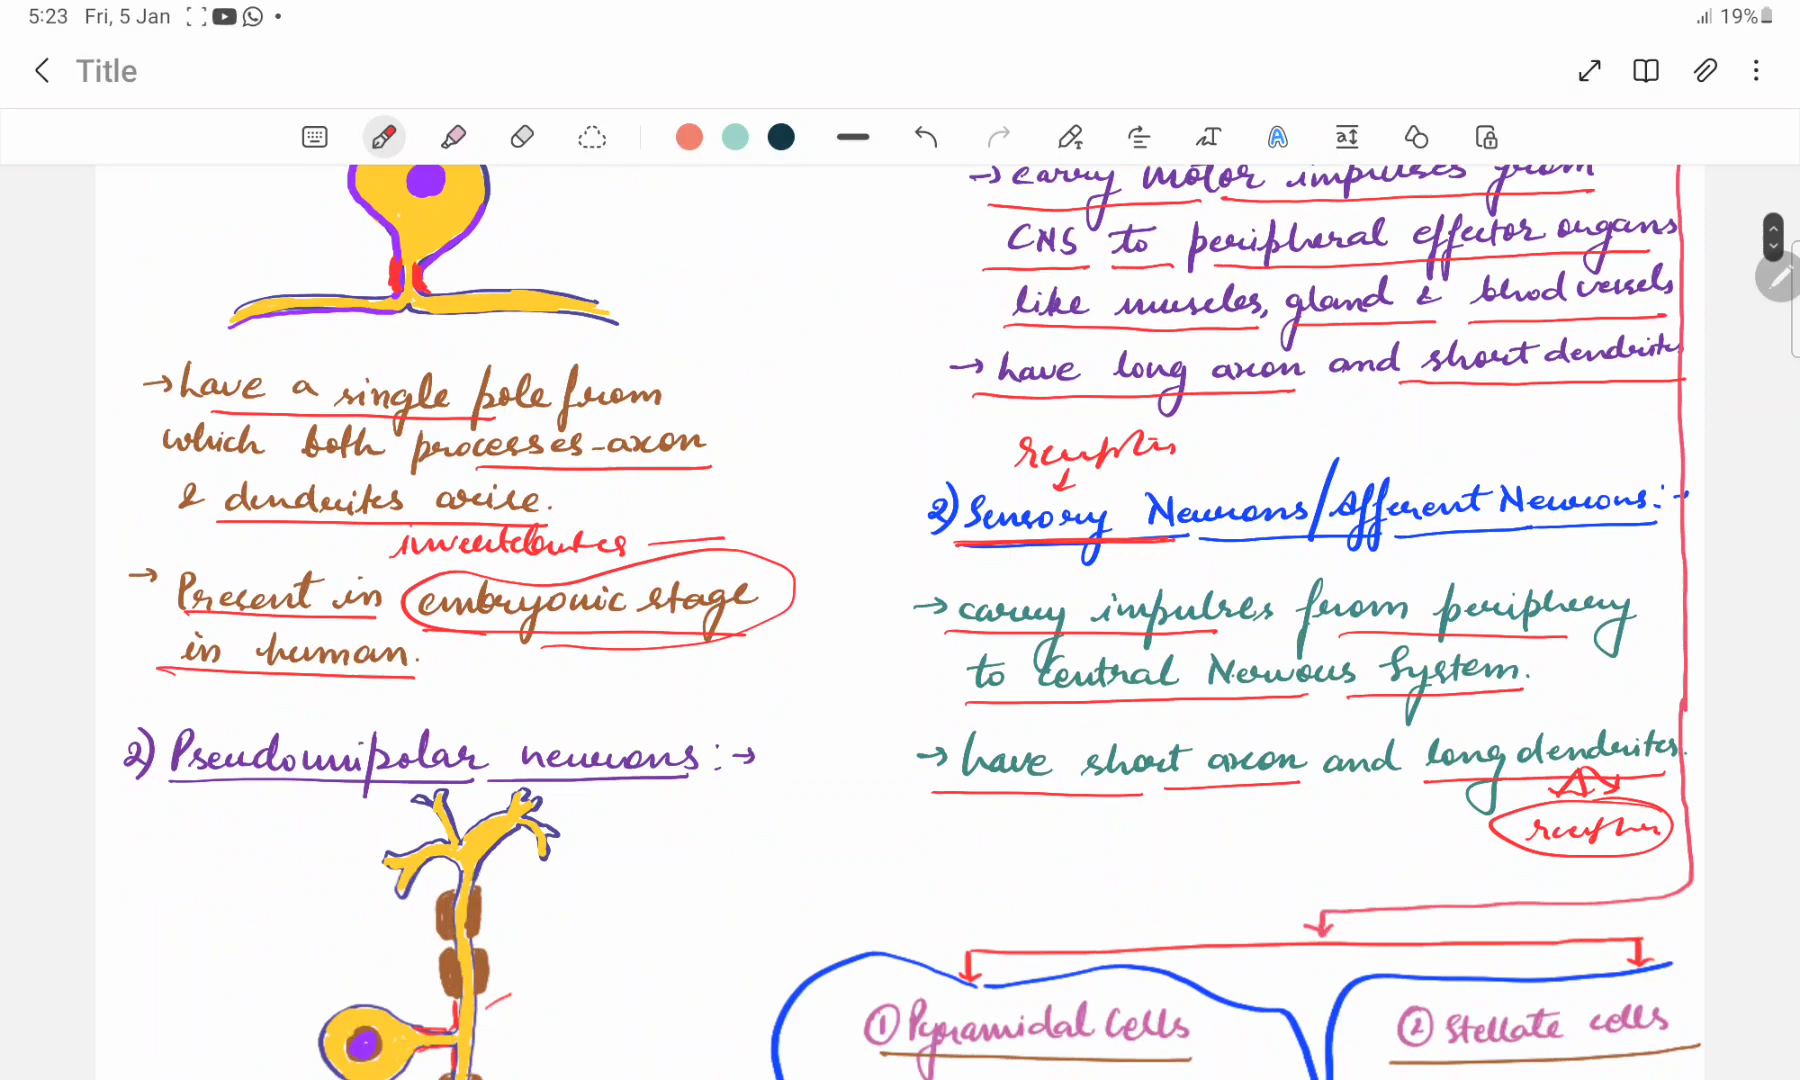 5:23 Fri, 5 Jan
19%
Title
→ have a single pole from
which both processes - axon
& dendrites arise.
invertebrates
→ Present in embryonic stage
in human.
2) Pseudounipolar neurons: →
→ carry motor impulses from
CNS to peripheral effector organs
like muscles, gland & blood vessels
→ have long axon and short dendrites
receptors
2) Sensory Neurons/Afferent Neurons:-
→ carry impulses from periphery
to Central Nervous System.
→ have short axon and long dendrites.
receptor
① Pyramidal Cells
② Stellate cells